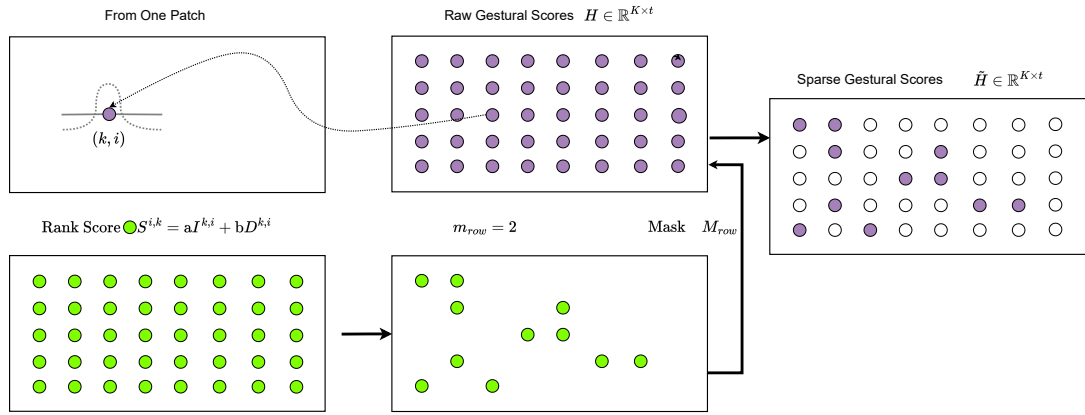 From One Patch
Raw Gestural Scores H ∈ ℝ^{K×t}
Sparse Gestural Scores H̃ ∈ ℝ^{K×t}
(k, i)
Rank Score S^{i,k} = aI^{k,i} + bD^{k,i}
m_{row} = 2
Mask M_{row}